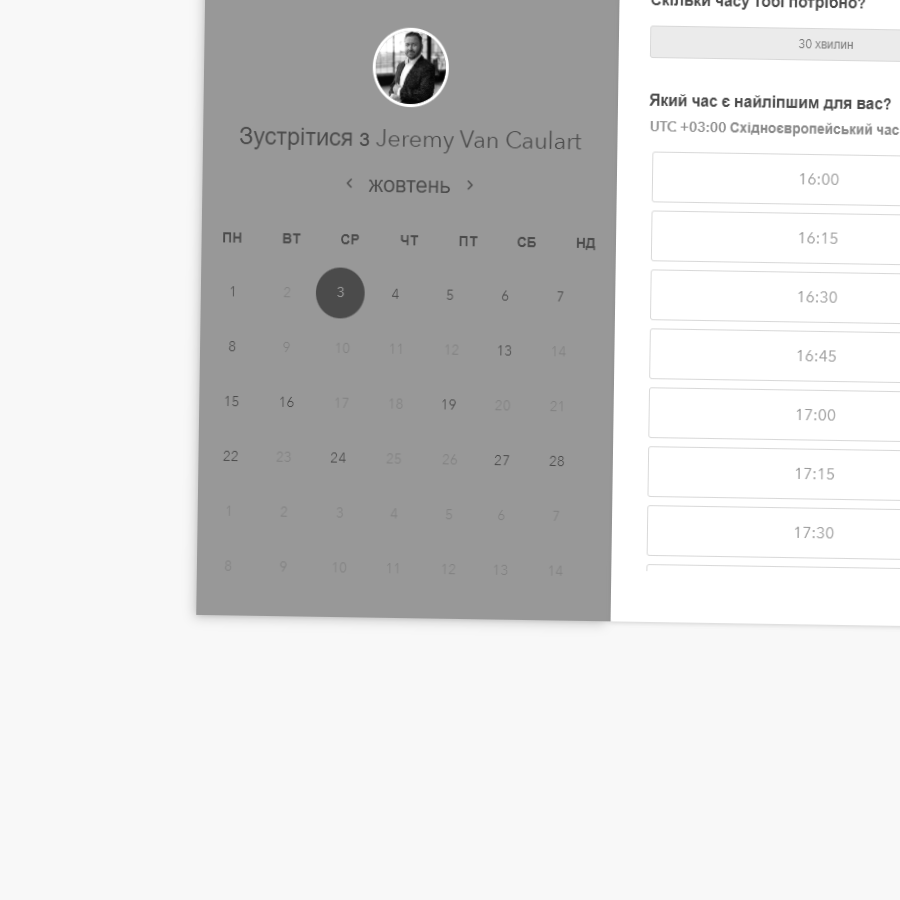 Зустрітися з Jeremy Van Caulart
жовтень
ПН ВТ СР ЧТ ПТ СБ НД
1 2 3 4 5 6 7
8 9 10 11 12 13 14
15 16 17 18 19 20 21
22 23 24 25 26 27 28
1 2 3 4 5 6 7
8 9 10 11 12 13 14
Скільки часу тобі потрібно?
30 хвилин
Який час є найліпшим для вас?
UTC +03:00 Східноєвропейський час
16:00
16:15
16:30
16:45
17:00
17:15
17:30